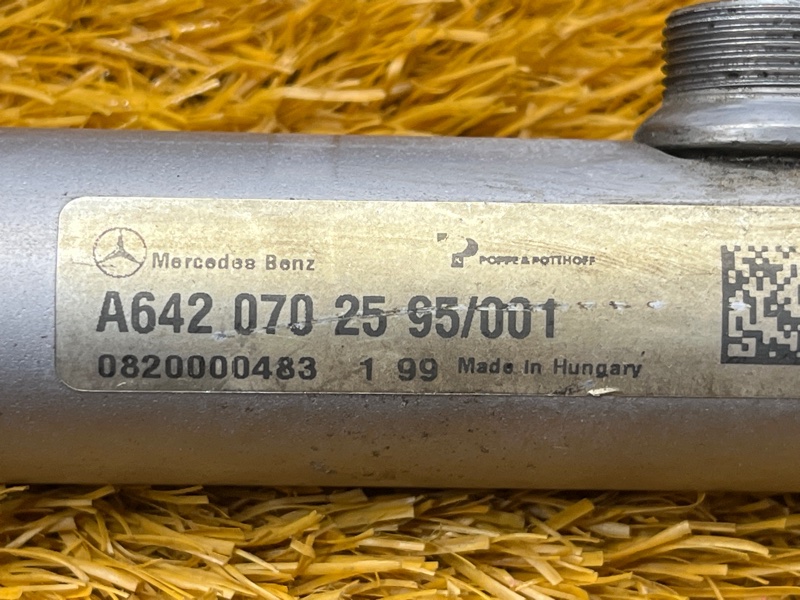 Mercedes Benz
POPPE & POTTHOFF
A642 070 25 95/001
0820000483 1 99 Made in Hungary